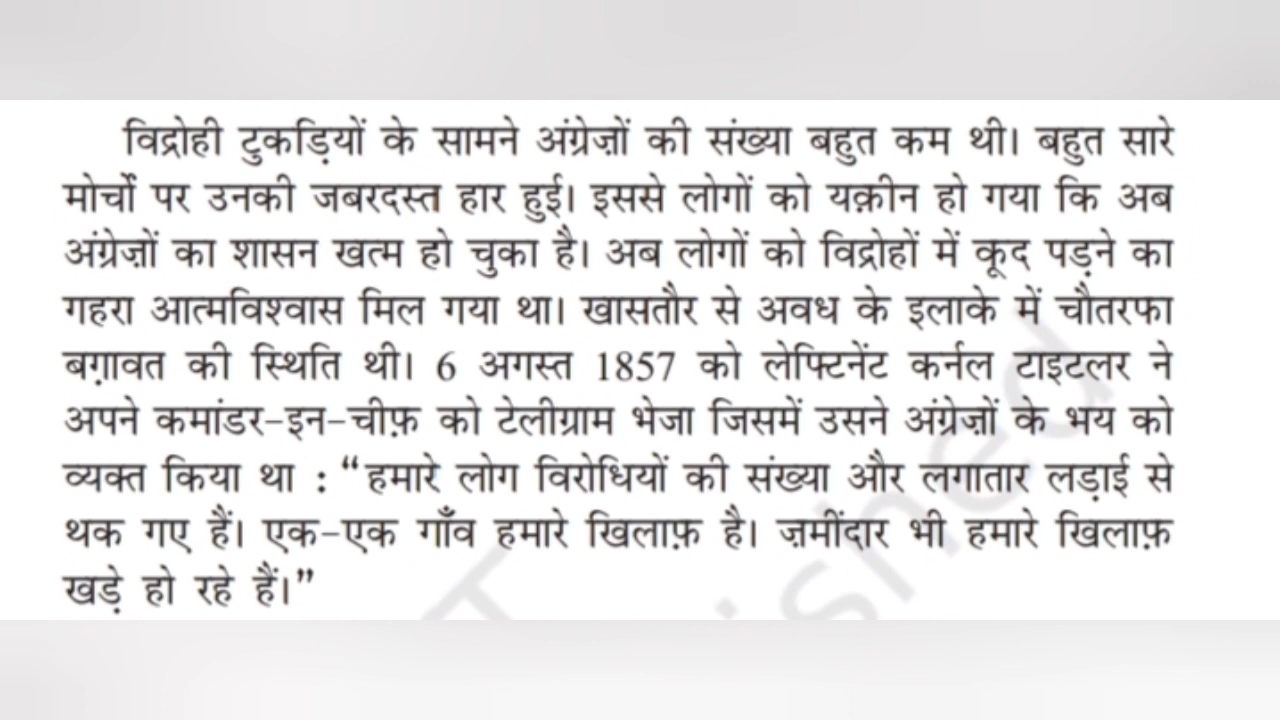 विद्रोही टुकड़ियों के सामने अंग्रेज़ों की संख्या बहुत कम थी। बहुत सारे
मोर्चों पर उनकी जबरदस्त हार हुई। इससे लोगों को यक़ीन हो गया कि अब
अंग्रेज़ों का शासन खत्म हो चुका है। अब लोगों को विद्रोहों में कूद पड़ने का
गहरा आत्मविश्वास मिल गया था। खासतौर से अवध के इलाके में चौतरफा
बग़ावत की स्थिति थी। 6 अगस्त 1857 को लेफ्टिनेंट कर्नल टाइटलर ने
अपने कमांडर-इन-चीफ़ को टेलीग्राम भेजा जिसमें उसने अंग्रेज़ों के भय को
व्यक्त किया था : “हमारे लोग विरोधियों की संख्या और लगातार लड़ाई से
थक गए हैं। एक-एक गाँव हमारे खिलाफ़ है। ज़मींदार भी हमारे खिलाफ़
खड़े हो रहे हैं।”